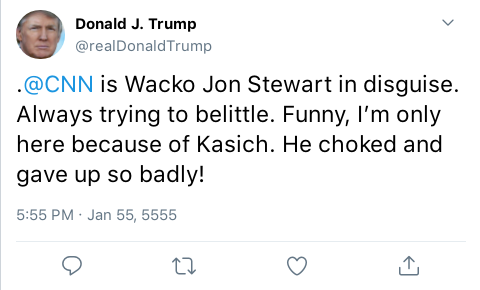 Donald J. Trump
@realDonaldTrump
.@CNN is Wacko Jon Stewart in disguise.
Always trying to belittle. Funny, I’m only
here because of Kasich. He choked and
gave up so badly!
5:55 PM · Jan 55, 5555